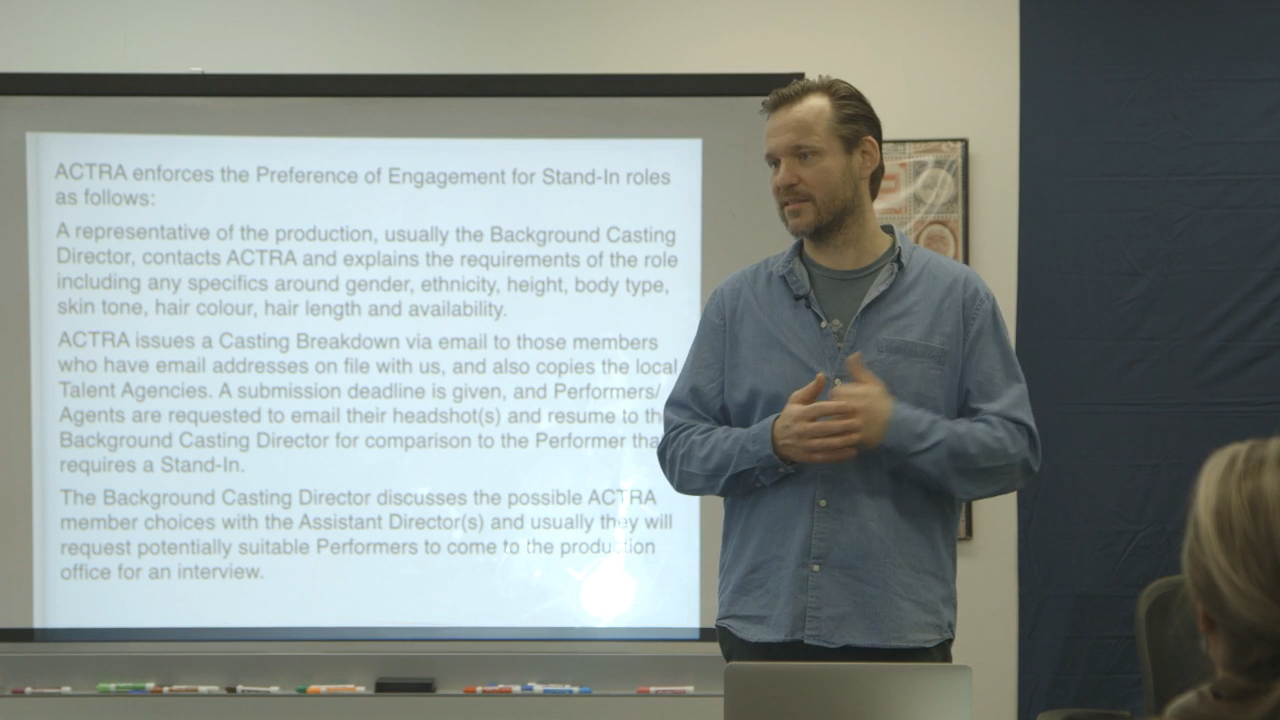 ACTRA enforces the Preference of Engagement for Stand-In roles
as follows:
A representative of the production, usually the Background Casting
Director, contacts ACTRA and explains the requirements of the role
including any specifics around gender, ethnicity, height, body type,
skin tone, hair colour, hair length and availability.
ACTRA issues a Casting Breakdown via email to those members
who have email addresses on file with us, and also copies the local
Talent Agencies. A submission deadline is given, and Performers/
Agents are requested to email their headshot(s) and resume to th
Background Casting Director for comparison to the Performer tha
requires a Stand-In.
The Background Casting Director discusses the possible ACTRA
member choices with the Assistant Director(s) and usually they will
request potentially suitable Performers to come to the production
office for an interview.